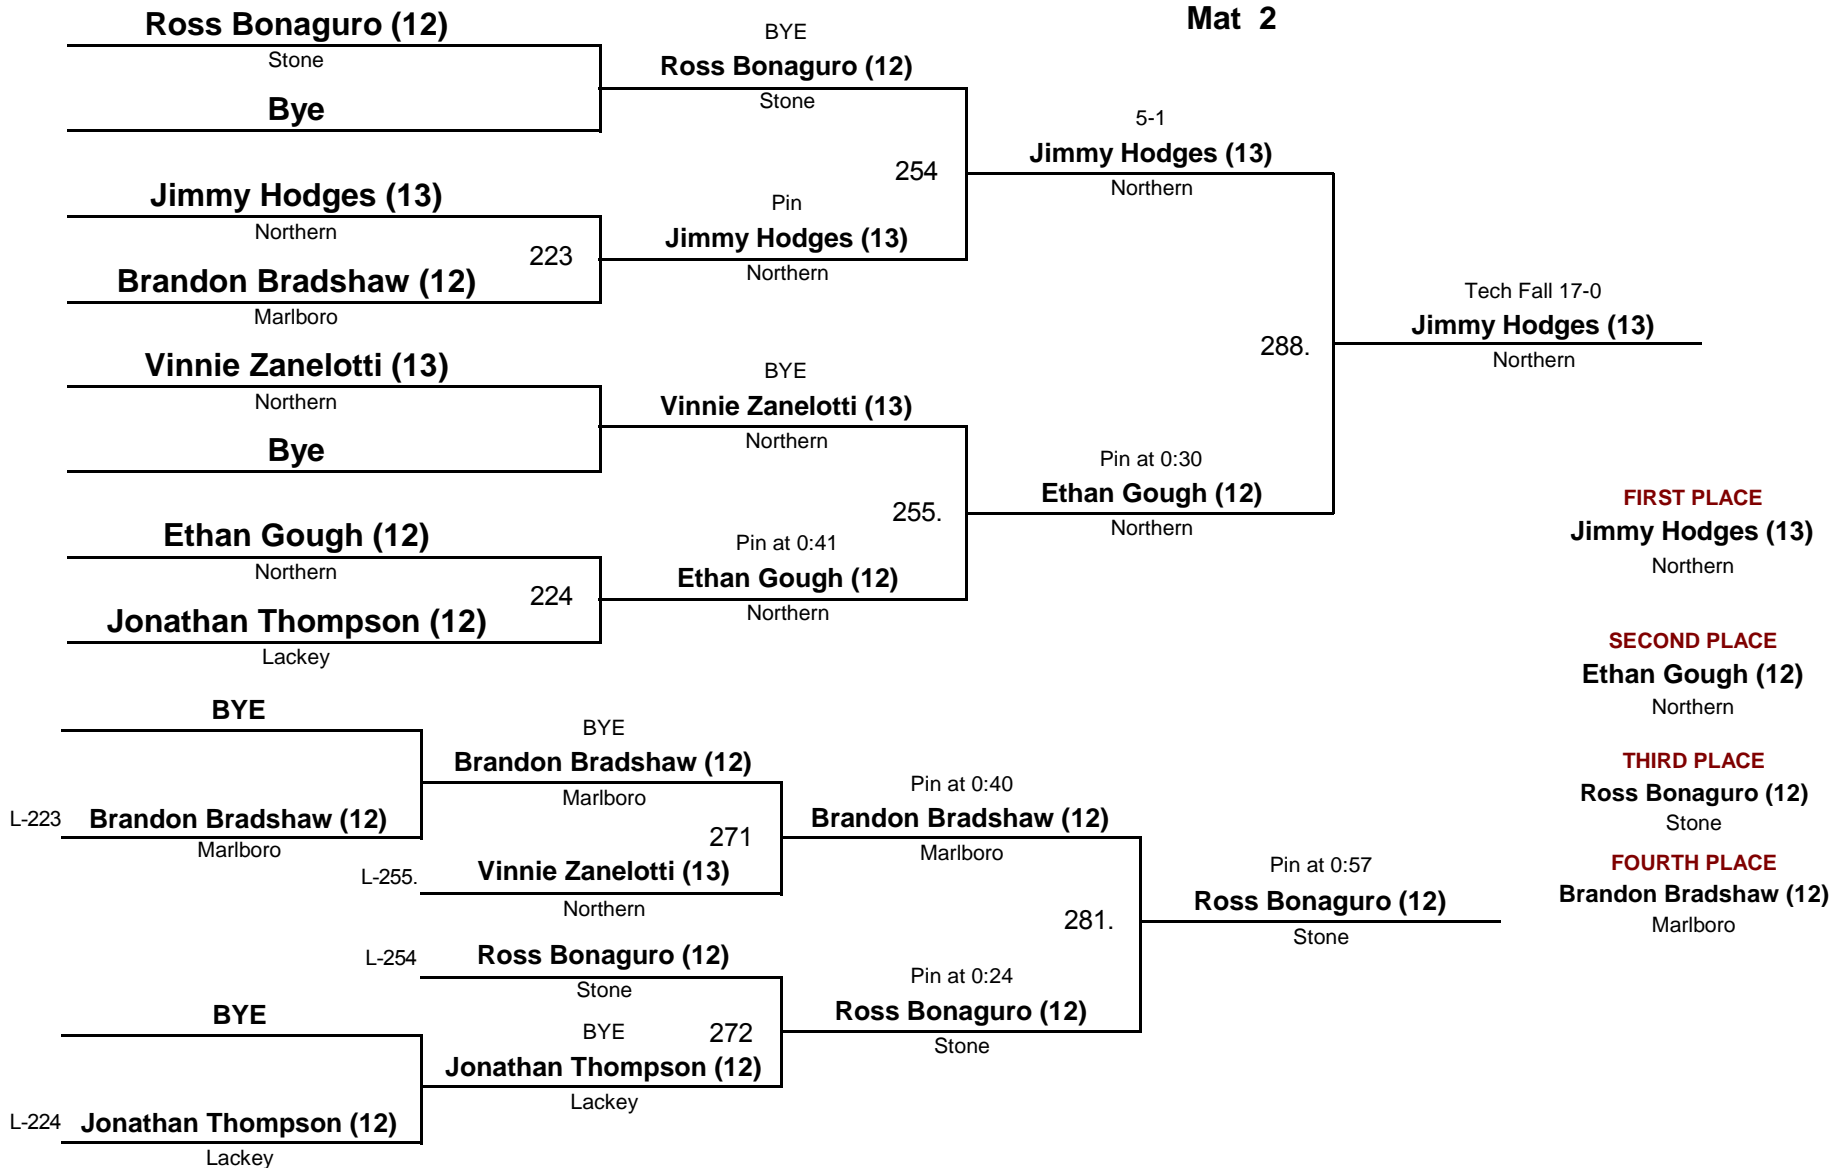 Mat 2
Ross Bonaguro (12)
Stone
Bye
BYE
Ross Bonaguro (12)
Stone
Jimmy Hodges (13)
Northern
223
Brandon Bradshaw (12)
Marlboro
Pin
Jimmy Hodges (13)
Northern
254
5-1
Jimmy Hodges (13)
Northern
Vinnie Zanelotti (13)
Northern
Bye
BYE
Vinnie Zanelotti (13)
Northern
Ethan Gough (12)
Northern
224
Jonathan Thompson (12)
Lackey
Pin at 0:41
Ethan Gough (12)
Northern
255.
Pin at 0:30
Ethan Gough (12)
Northern
288.
Tech Fall 17-0
Jimmy Hodges (13)
Northern
FIRST PLACE
Jimmy Hodges (13)
Northern
SECOND PLACE
Ethan Gough (12)
Northern
THIRD PLACE
Ross Bonaguro (12)
Stone
FOURTH PLACE
Brandon Bradshaw (12)
Marlboro
BYE
L-223 Brandon Bradshaw (12)
Marlboro
BYE
Brandon Bradshaw (12)
Marlboro
271
L-255. Vinnie Zanelotti (13)
Northern
Pin at 0:40
Brandon Bradshaw (12)
Marlboro
L-254 Ross Bonaguro (12)
Stone
BYE
BYE
272
Jonathan Thompson (12)
Lackey
L-224 Jonathan Thompson (12)
Lackey
Pin at 0:24
Ross Bonaguro (12)
Stone
281.
Pin at 0:57
Ross Bonaguro (12)
Stone